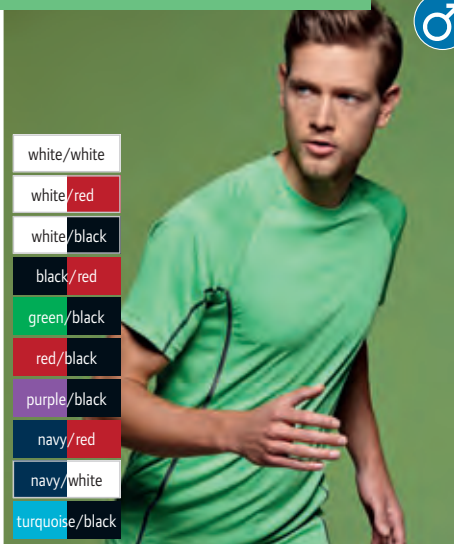 white/white
white/red
white/black
black/red
green/black
red/black
purple/black
navy/red
navy/white
turquoise/black